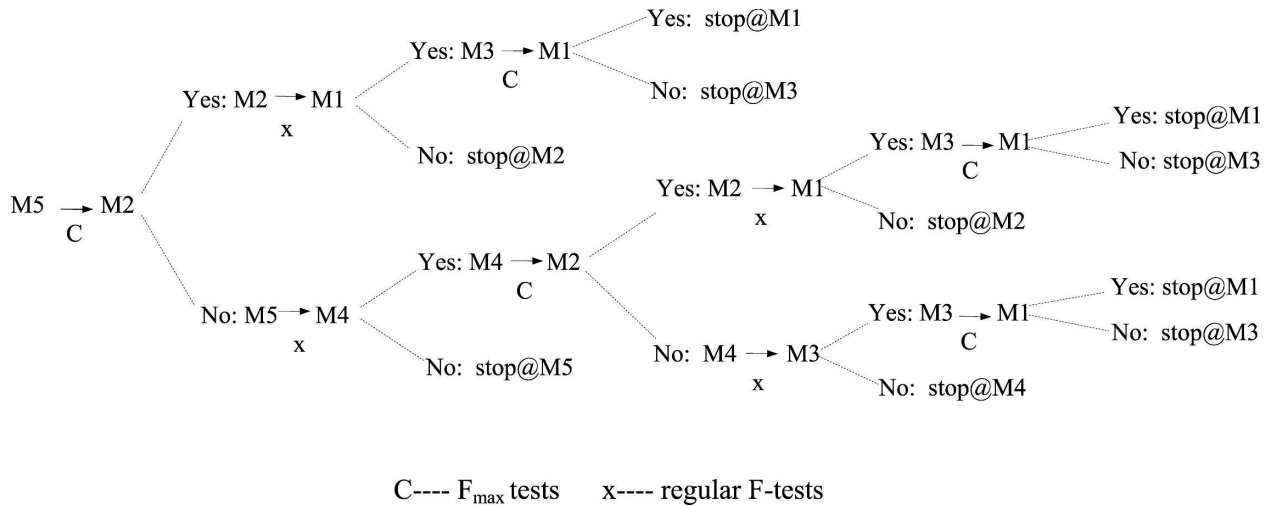 Yes: stop@M1
Yes: M3 → M1
C
No: stop@M3
Yes: M2 → M1
x
No: stop@M2
M5 → M2
C
No: M5 → M4
x
Yes: M4 → M2
C
No: stop@M5
Yes: M2 → M1
x
Yes: M3 → M1
C
Yes: stop@M1
No: stop@M3
No: stop@M2
No: M4 → M3
x
Yes: M3 → M1
C
Yes: stop@M1
No: stop@M3
No: stop@M4
C---- Fmax tests x---- regular F-tests